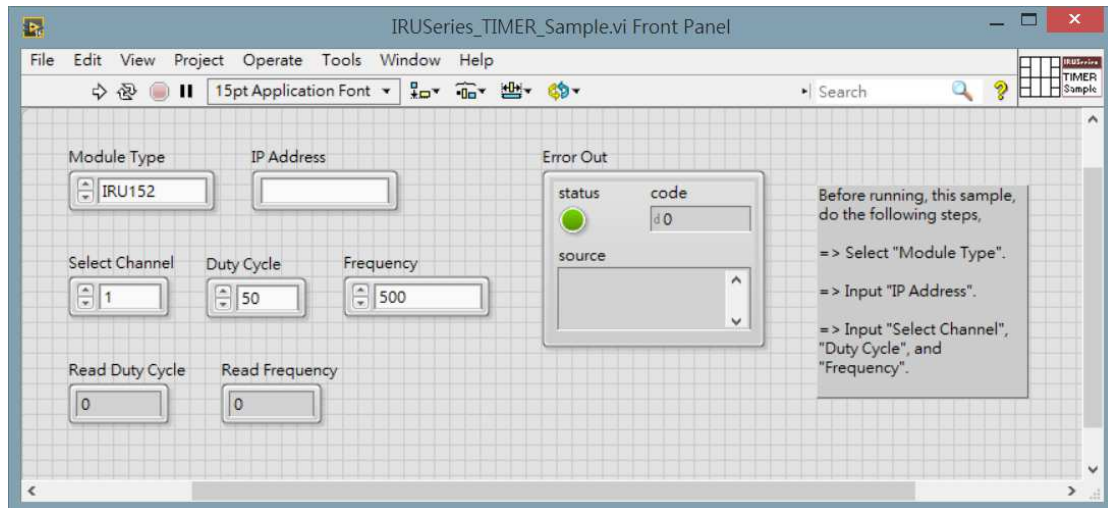 IRUSeries_TIMER_Sample.vi Front Panel
File Edit View Project Operate Tools Window Help
15pt Application Font
Search
IRUSeries
TIMER
Sample
Module Type IP Address
IRU152
Select Channel Duty Cycle Frequency
1 50 500
Read Duty Cycle Read Frequency
0 0
Error Out
status code
d 0
source
Before running, this sample,
do the following steps,
=> Select "Module Type".
=> Input "IP Address".
=> Input "Select Channel",
"Duty Cycle", and
"Frequency".